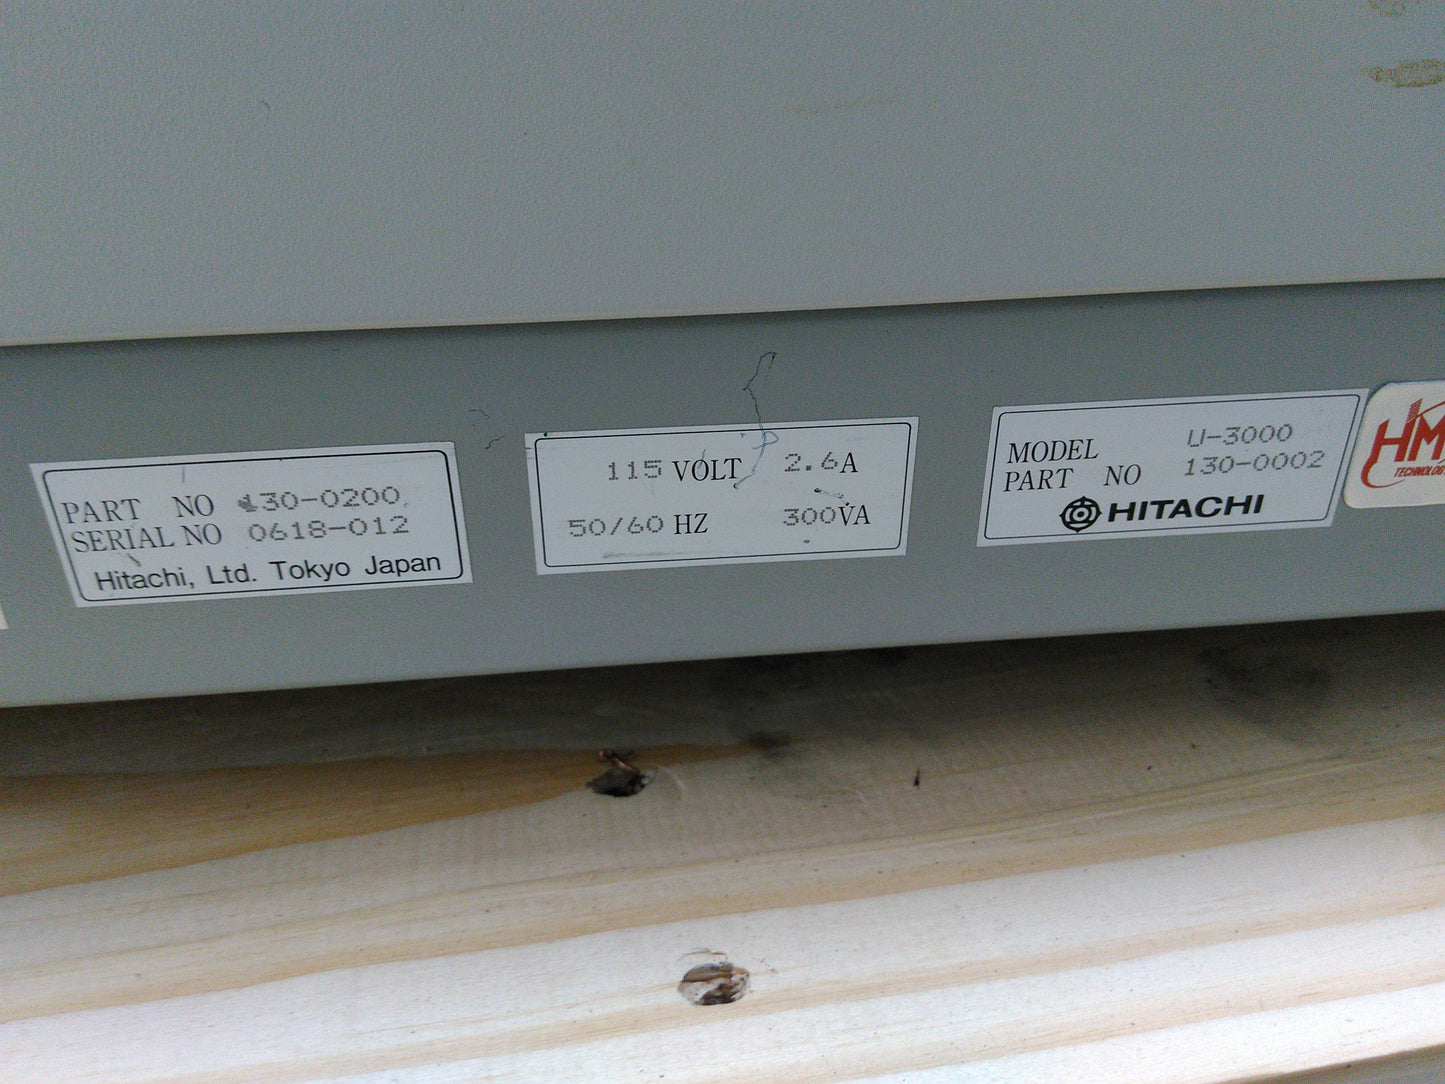 PART NO 130-0200
SERIAL NO 0618-012
Hitachi, Ltd. Tokyo Japan
115 VOLT 2.6A
50/60 HZ 300VA
MODEL U-3000
PART NO 130-0002
HITACHI
HM